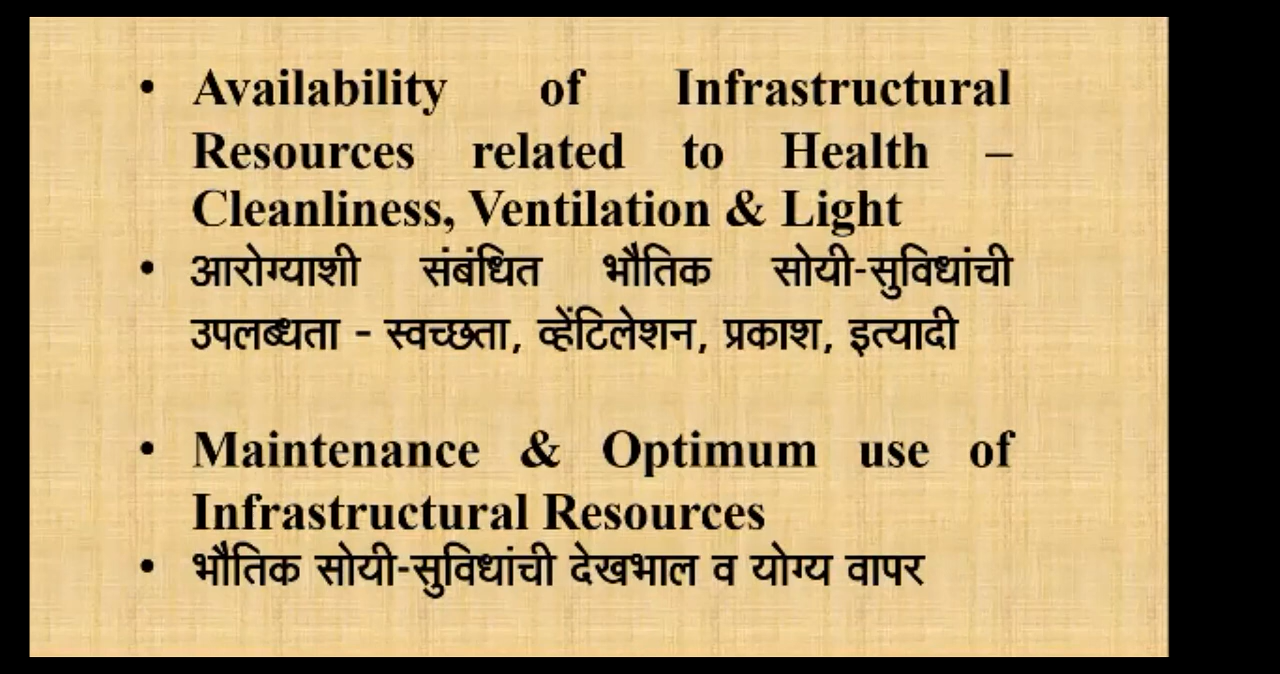 • Availability of Infrastructural
Resources related to Health –
Cleanliness, Ventilation & Light
• आरोग्याशी संबंधित भौतिक सोयी-सुविधांची
उपलब्धता - स्वच्छता, व्हेंटिलेशन, प्रकाश, इत्यादी
• Maintenance & Optimum use of
Infrastructural Resources
• भौतिक सोयी-सुविधांची देखभाल व योग्य वापर